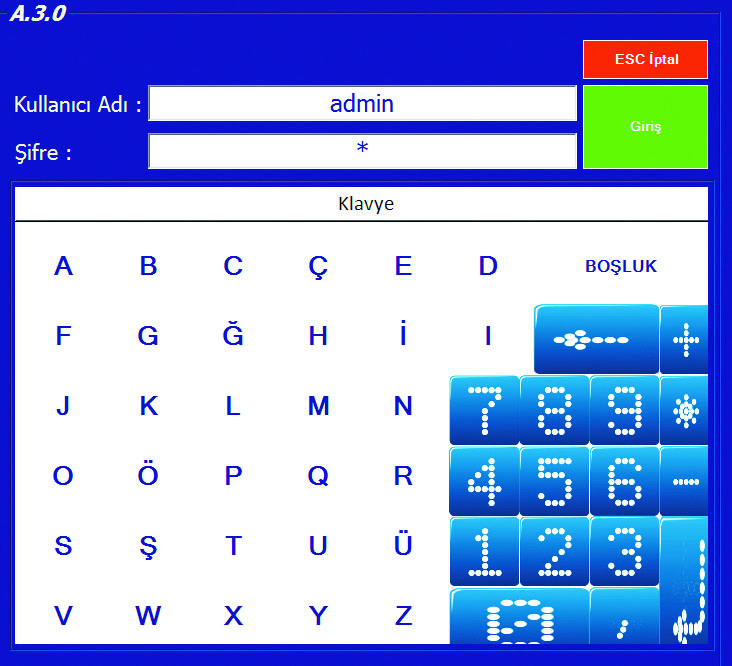 A.3.0
ESC İptal
Kullanıcı Adı : admin
Giriş
Şifre : *
Klavye
A B C Ç E D BOŞLUK
F G Ğ H İ I +
J K L M N 7 8 9 *
O Ö P Q R 4 5 6 -
S Ş T U Ü 1 2 3
V W X Y Z 0 ,